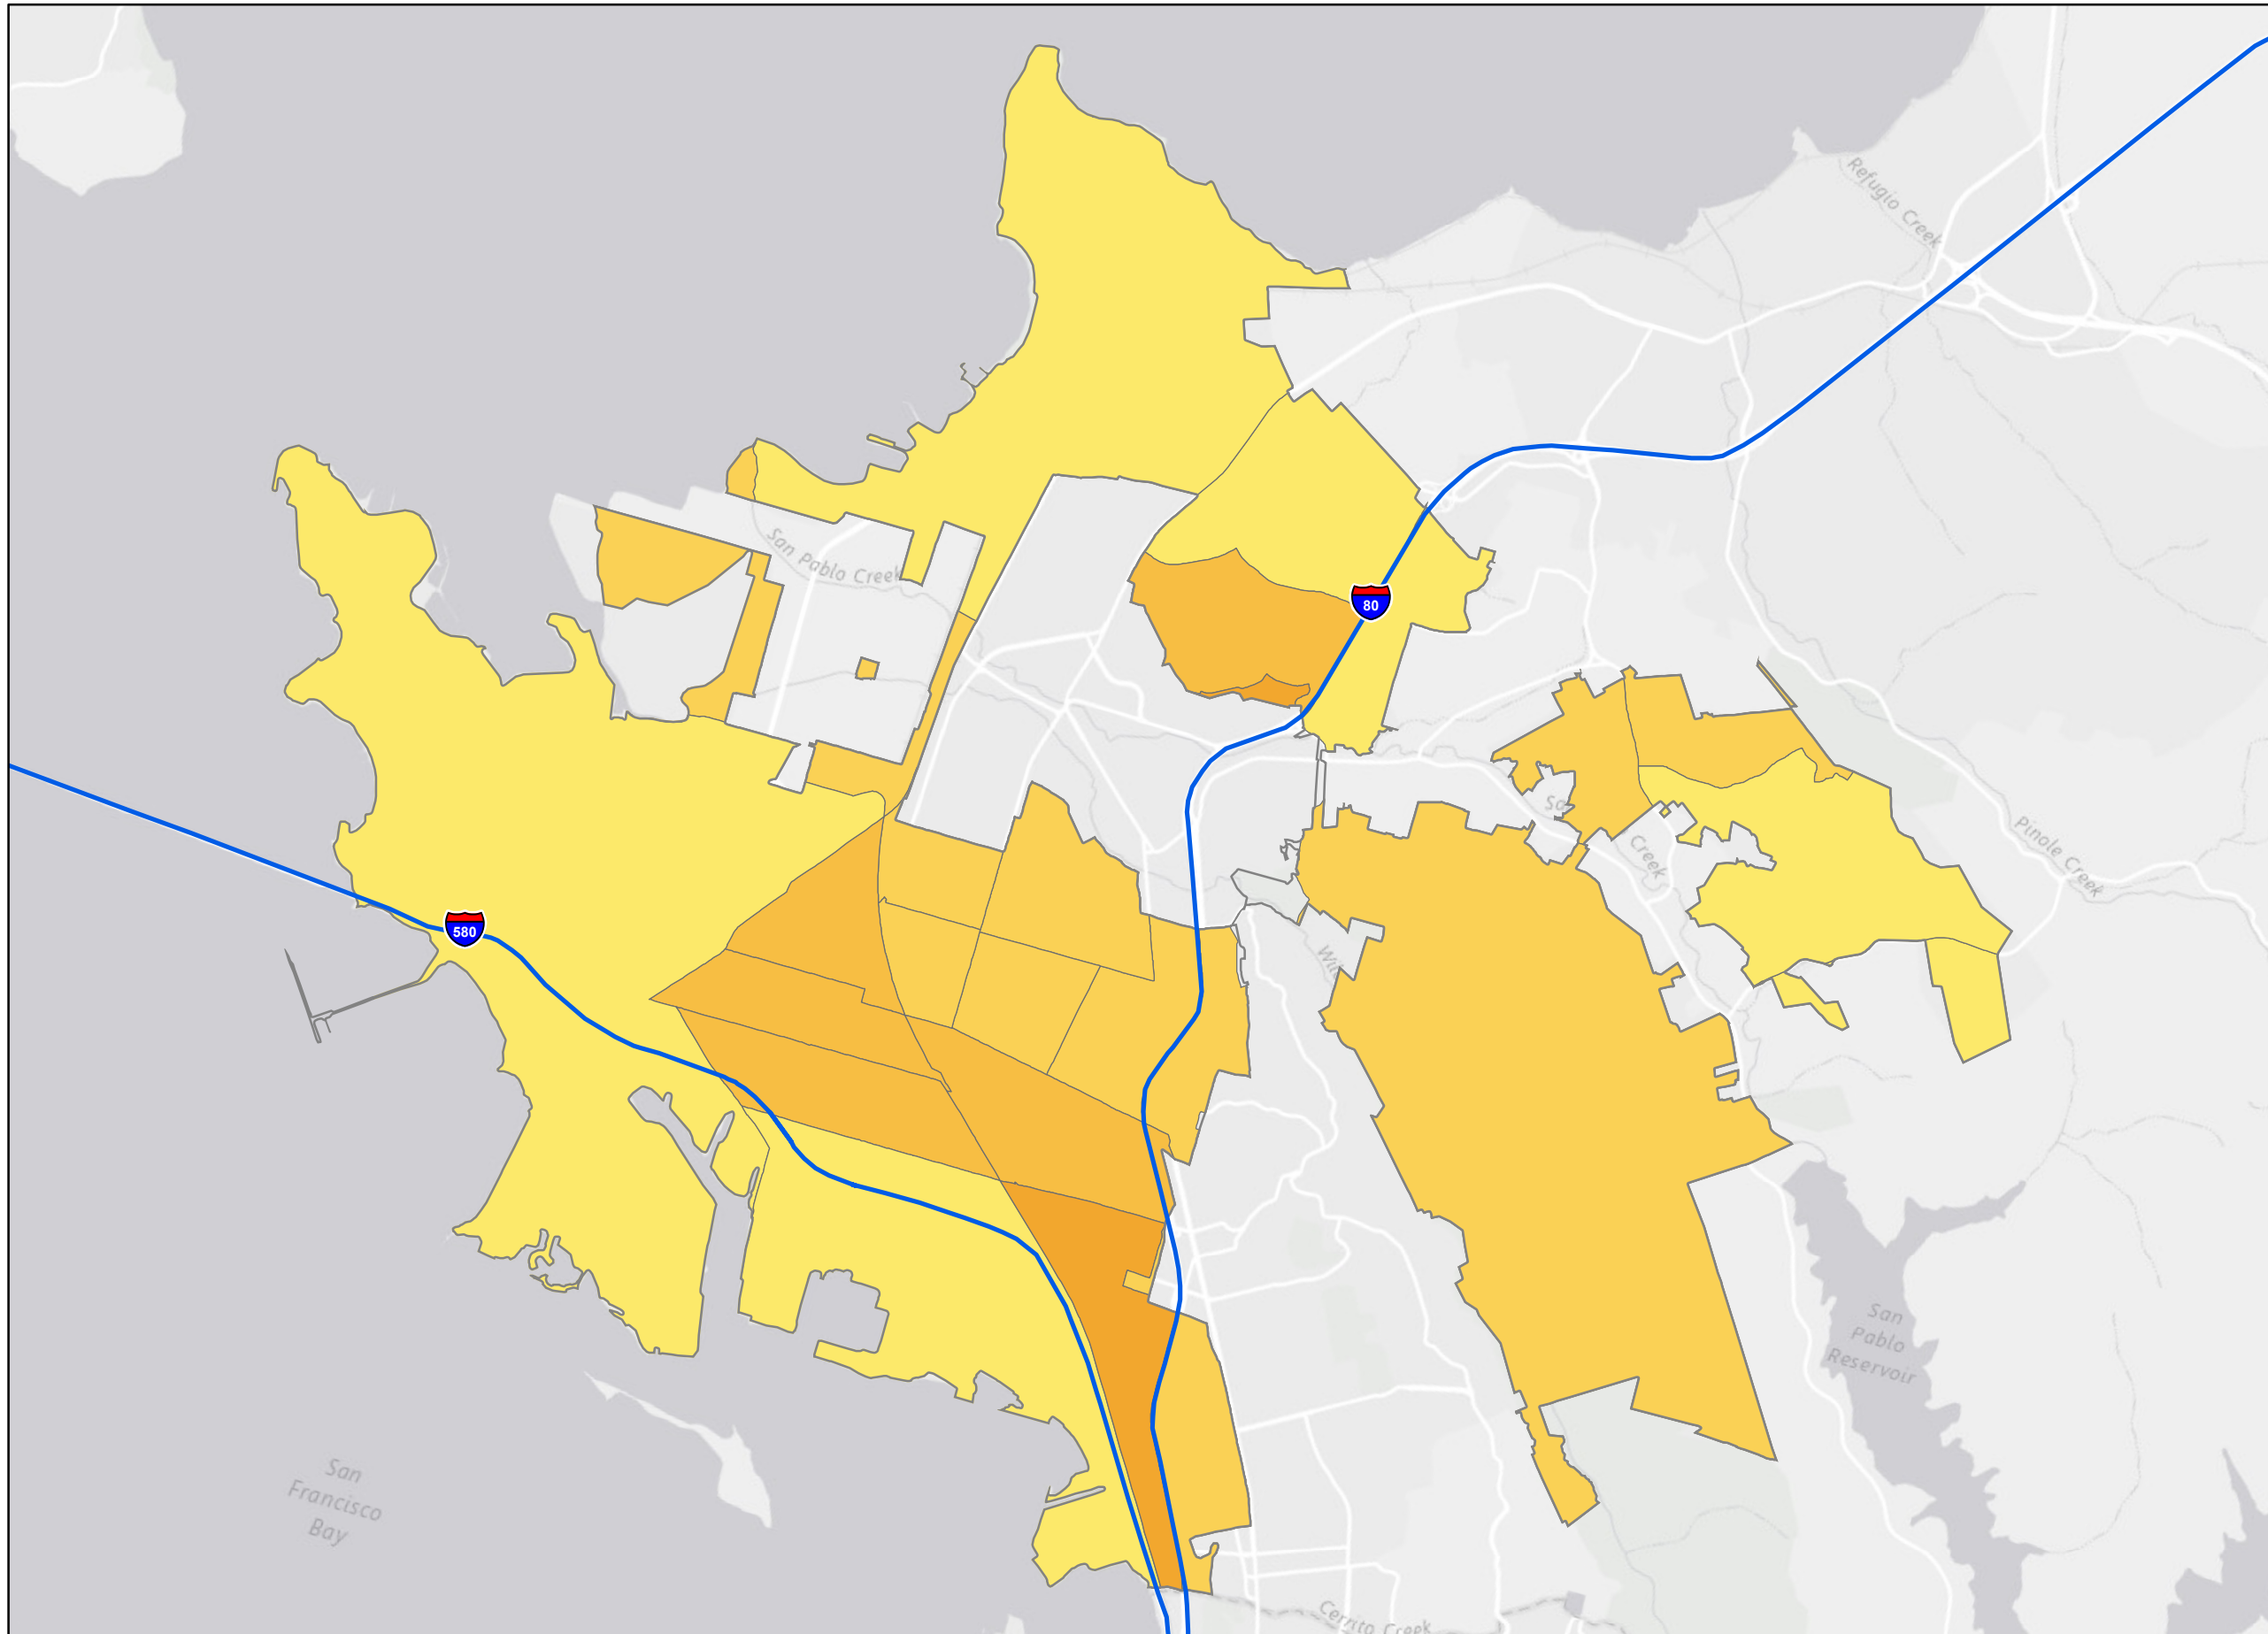 Refugio Creek
San Pablo Creek
80
Pinole Creek
Creek
580
San
Pablo
Reservoir
San
Francisco
Bay
Cerrito Creek